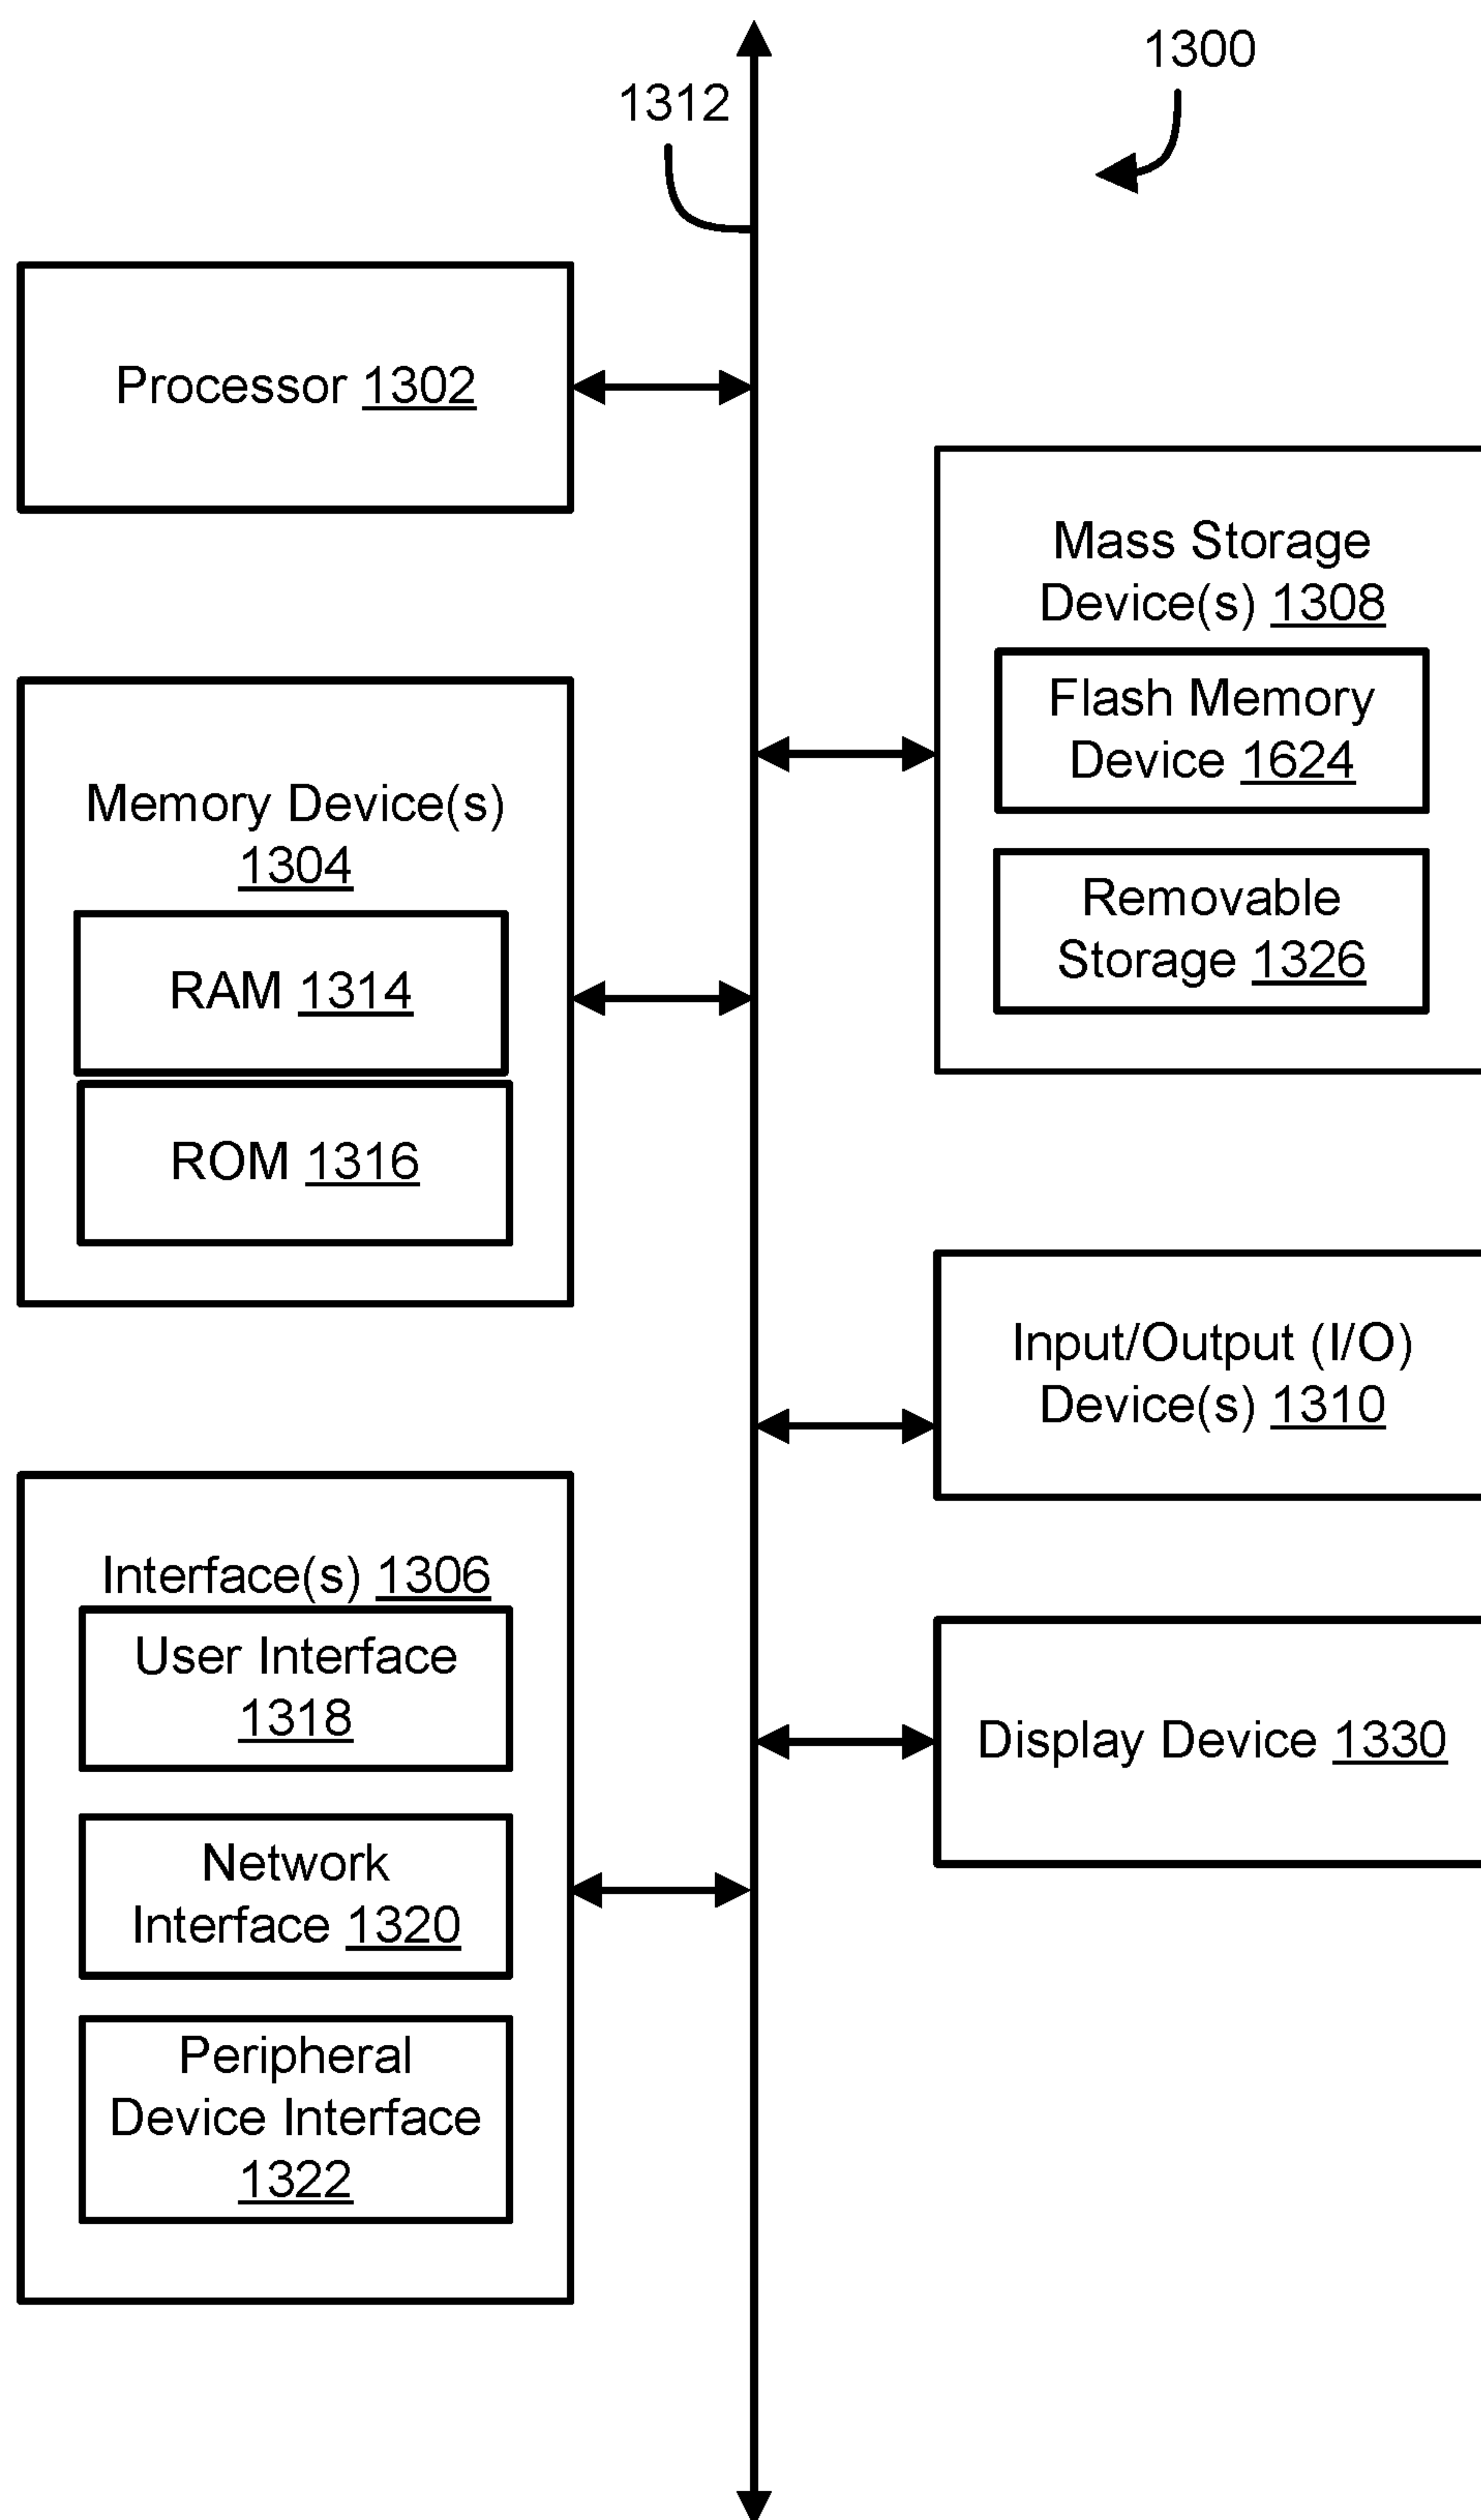 1300
1312
Processor 1302
Mass Storage
Device(s) 1308
Flash Memory
Device 1624
Removable
Storage 1326
Memory Device(s)
1304
RAM 1314
ROM 1316
Input/Output (I/O)
Device(s) 1310
Interface(s) 1306
User Interface
1318
Network
Interface 1320
Peripheral
Device Interface
1322
Display Device 1330